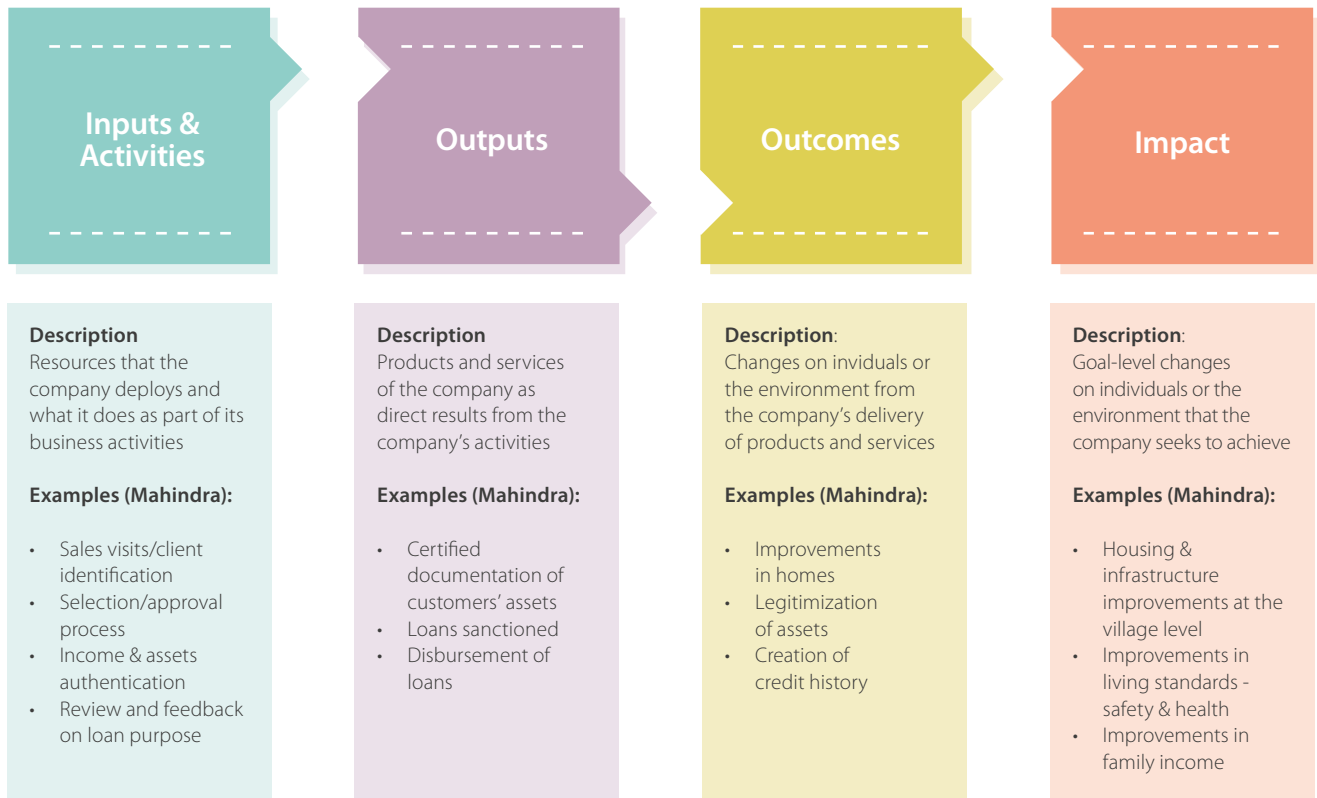 Inputs &
Activities
Outputs
Outcomes
Impact
Description
Resources that the
company deploys and
what it does as part of its
business activities
Examples (Mahindra):
• Sales visits/client
identification
• Selection/approval
process
• Income & assets
authentication
• Review and feedback
on loan purpose
Description
Products and services
of the company as
direct results from the
company’s activities
Examples (Mahindra):
• Certified
documentation of
customers’ assets
• Loans sanctioned
• Disbursement of
loans
Description:
Changes on inviduals or
the environment from
the company’s delivery
of products and services
Examples (Mahindra):
• Improvements
in homes
• Legitimization
of assets
• Creation of
credit history
Description:
Goal-level changes
on individuals or the
environment that the
company seeks to achieve
Examples (Mahindra):
• Housing &
infrastructure
improvements at the
village level
• Improvements in
living standards -
safety & health
• Improvements in
family income